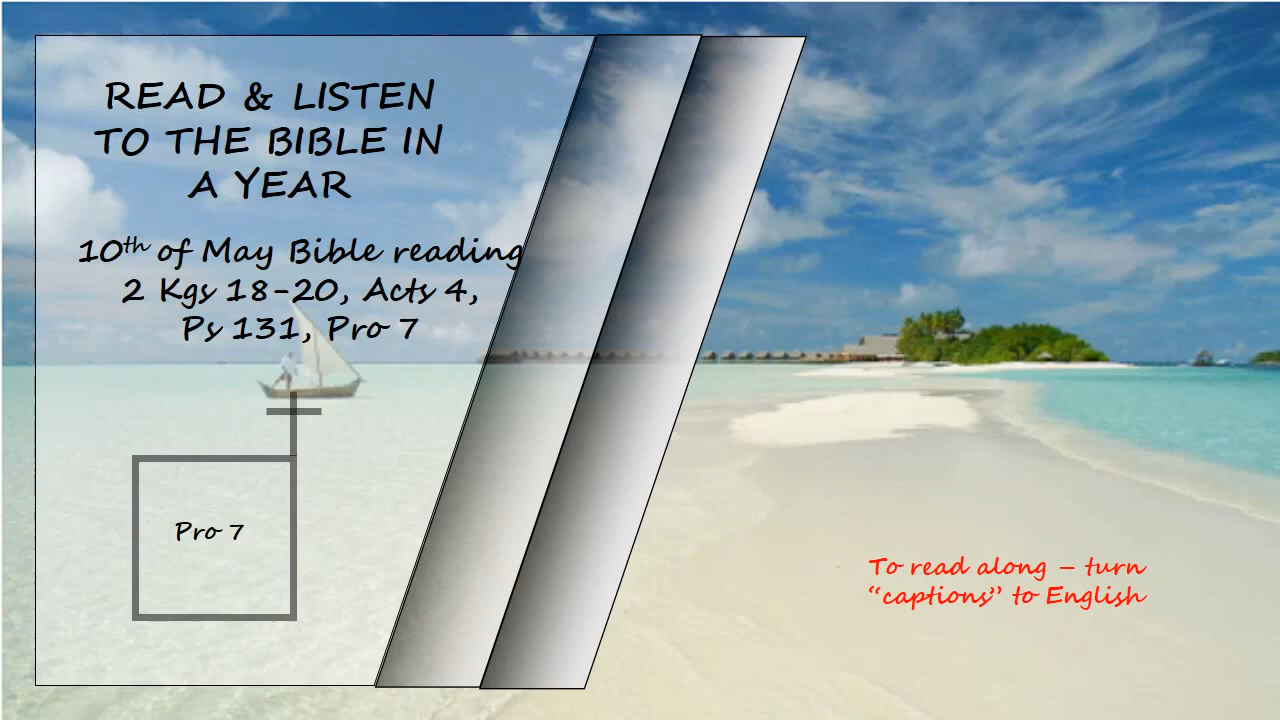 READ & LISTEN
TO THE BIBLE IN
A YEAR
10th of May Bible reading
2 Kgs 18-20, Acts 4,
Ps 131, Pro 7
Pro 7
To read along – turn
“captions” to English